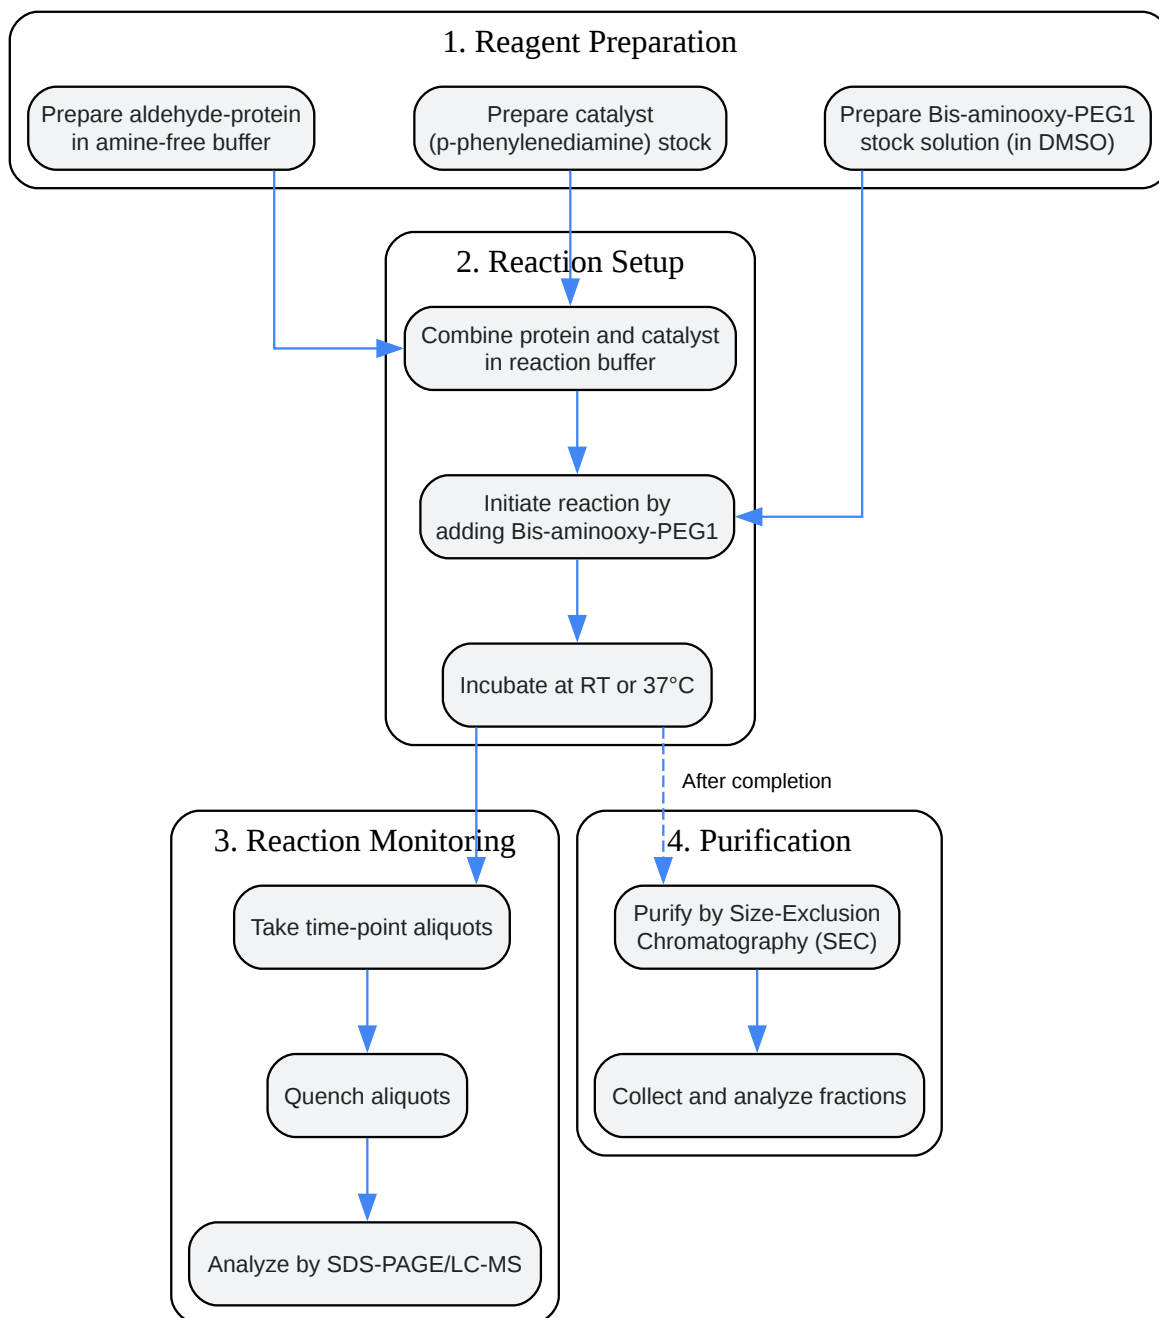 1. Reagent Preparation
Prepare aldehyde-protein
in amine-free buffer
Prepare catalyst
(p-phenylenediamine) stock
Prepare Bis-aminooxy-PEG1
stock solution (in DMSO)
2. Reaction Setup
Combine protein and catalyst
in reaction buffer
Initiate reaction by
adding Bis-aminooxy-PEG1
Incubate at RT or 37°C
After completion
3. Reaction Monitoring
Take time-point aliquots
Quench aliquots
Analyze by SDS-PAGE/LC-MS
4. Purification
Purify by Size-Exclusion
Chromatography (SEC)
Collect and analyze fractions